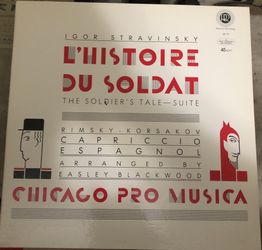 IGOR STRAVINSKY
L'HISTOIRE
DU SOLDAT
THE SOLDIER'S TALE—SUITE
RIMSKY-KORSAKOV
CAPRICCIO
ESPAGNOL
ARRANGED BY
EASLEY BLACKWOOD
CHICAGO PRO MUSICA